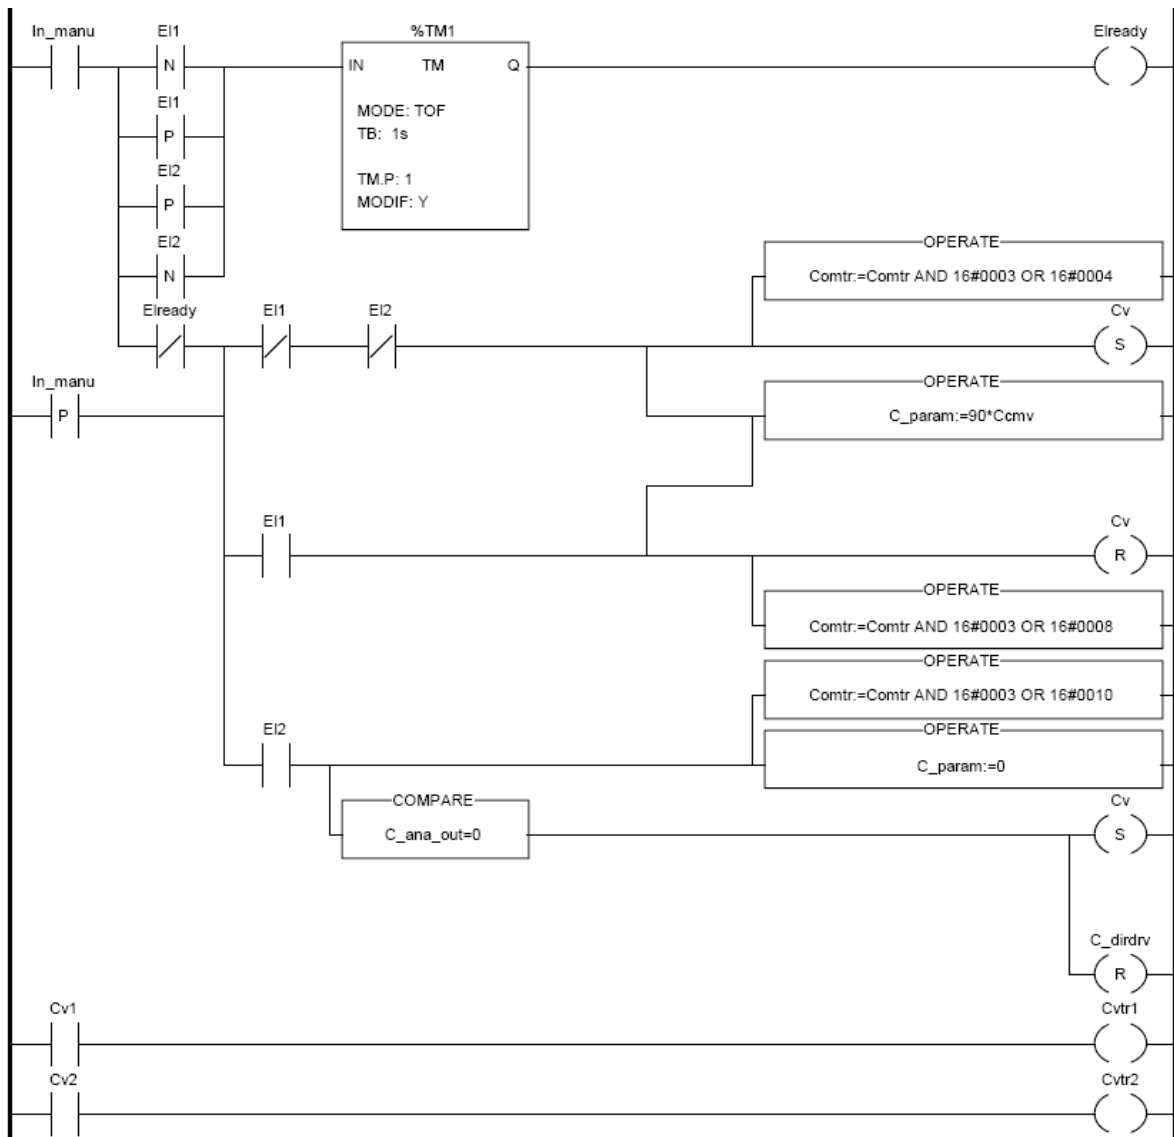 In_manu
EI1
%TM1
EIready
N
IN TM Q
EI1
MODE: TOF
P
TB: 1s
EI2
TM.P: 1
P
MODIF: Y
EI2
OPERATE
N
Comtr:=Comtr AND 16#0003 OR 16#0004
EIready
EI1
EI2
Cv
S
In_manu
OPERATE
P
C_param:=90*Ccmv
EI1
Cv
R
OPERATE
Comtr:=Comtr AND 16#0003 OR 16#0008
OPERATE
Comtr:=Comtr AND 16#0003 OR 16#0010
EI2
OPERATE
C_param:=0
COMPARE
Cv
C_ana_out=0
S
C_dirdrv
R
Cv1
Cvtr1
Cv2
Cvtr2